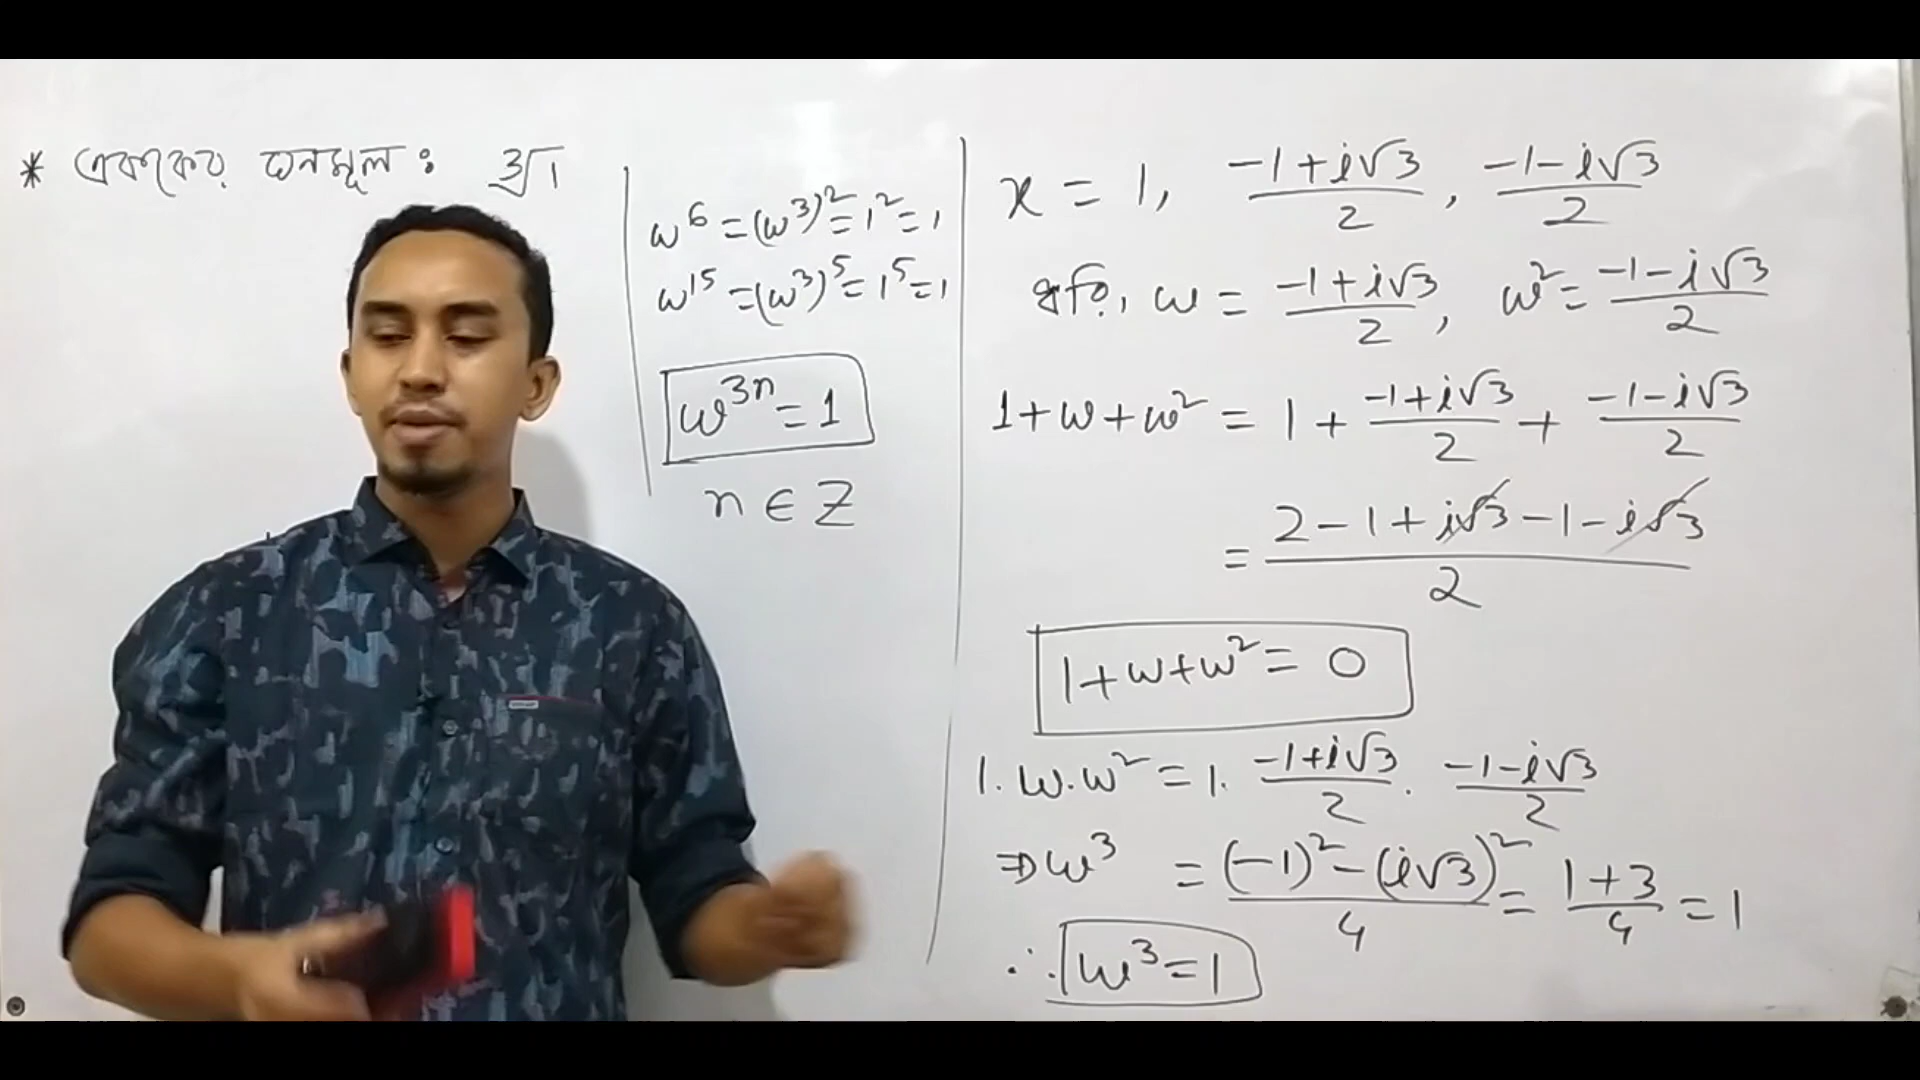 * এককের ঘনমূল : ∛1
ω⁶ = (ω³)² = 1² = 1
ω¹⁵ = (ω³)⁵ = 1⁵ = 1
ω³ⁿ = 1
n ∈ Z
x = 1, (-1+i√3)/2, (-1-i√3)/2
ধরি, ω = (-1+i√3)/2, ω² = (-1-i√3)/2
1+ω+ω² = 1 + (-1+i√3)/2 + (-1-i√3)/2
= (2-1+i√3-1-i√3)/2
1+ω+ω² = 0
1.ω.ω² = 1. (-1+i√3)/2 . (-1-i√3)/2
⇒ω³ = ((-1)²-(i√3)²)/4 = (1+3)/4 = 1
∴ ω³=1